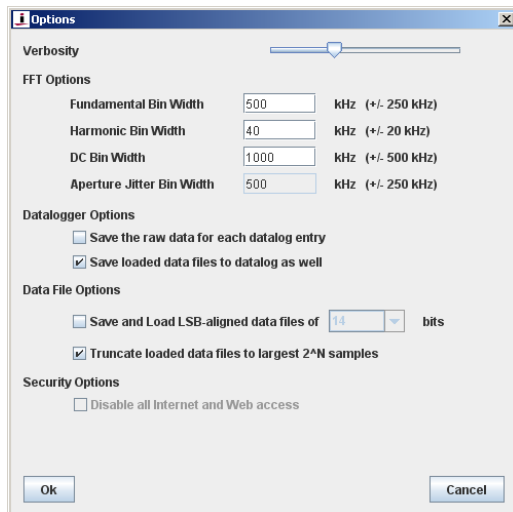 Options
Verbosity
FFT Options
Fundamental Bin Width 500 kHz (+/- 250 kHz)
Harmonic Bin Width 40 kHz (+/- 20 kHz)
DC Bin Width 1000 kHz (+/- 500 kHz)
Aperture Jitter Bin Width 500 kHz (+/- 250 kHz)
Datalogger Options
Save the raw data for each datalog entry
Save loaded data files to datalog as well
Data File Options
Save and Load LSB-aligned data files of 14 bits
Truncate loaded data files to largest 2^N samples
Security Options
Disable all Internet and Web access
Ok Cancel